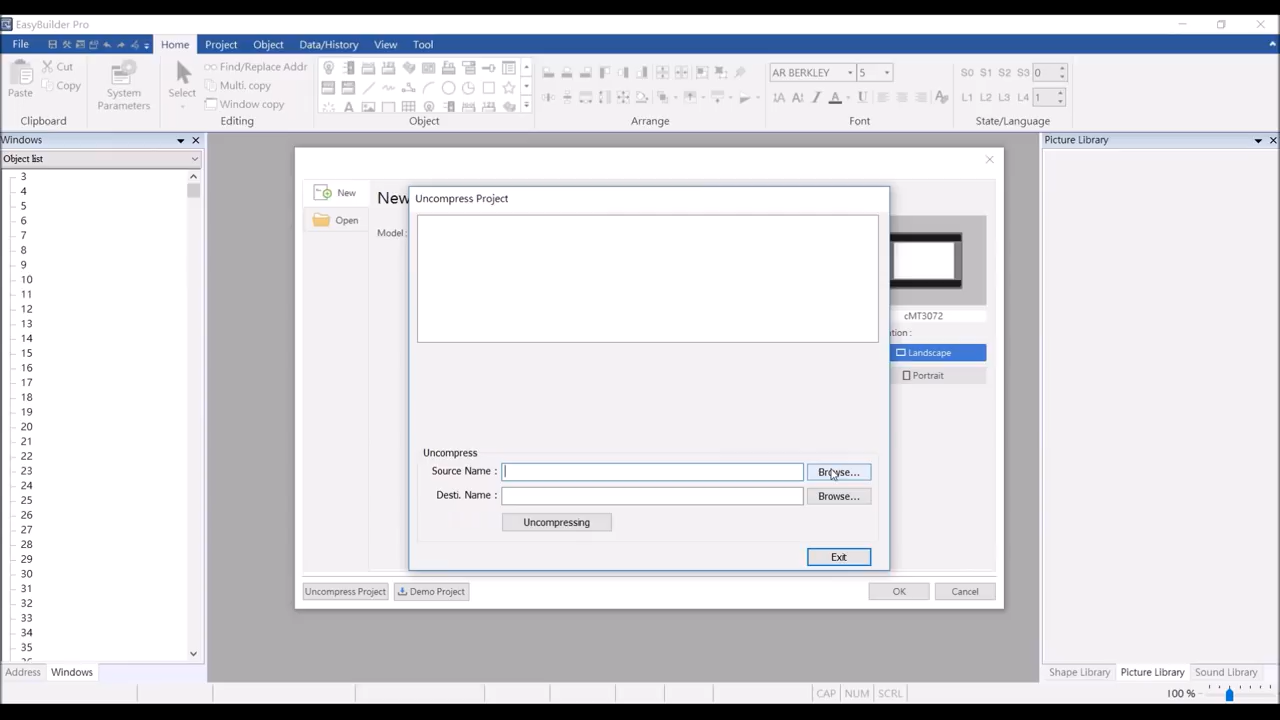 EasyBuilder Pro
File Home Project Object Data/History View Tool
Paste Cut Copy
Clipboard
System Parameters
Select Find/Replace Addr Multi. copy Window copy
Editing
Object
Arrange
AR BERKLEY 5
Font
S0 S1 S2 S3 0
L1 L2 L3 L4 1
State/Language
Windows
Object list
3
4
5
6
7
8
9
10
11
12
13
14
15
16
17
18
19
20
21
22
23
24
25
26
27
28
29
30
31
32
33
34
35
Address Windows
New
Open
New
Model :
Uncompress Project
Uncompress
Source Name : Browse...
Desti. Name : Browse...
Uncompressing
Exit
cMT3072
tion :
Landscape
Portrait
Uncompress Project Demo Project OK Cancel
Picture Library
Shape Library Picture Library Sound Library
CAP NUM SCRL 100 %